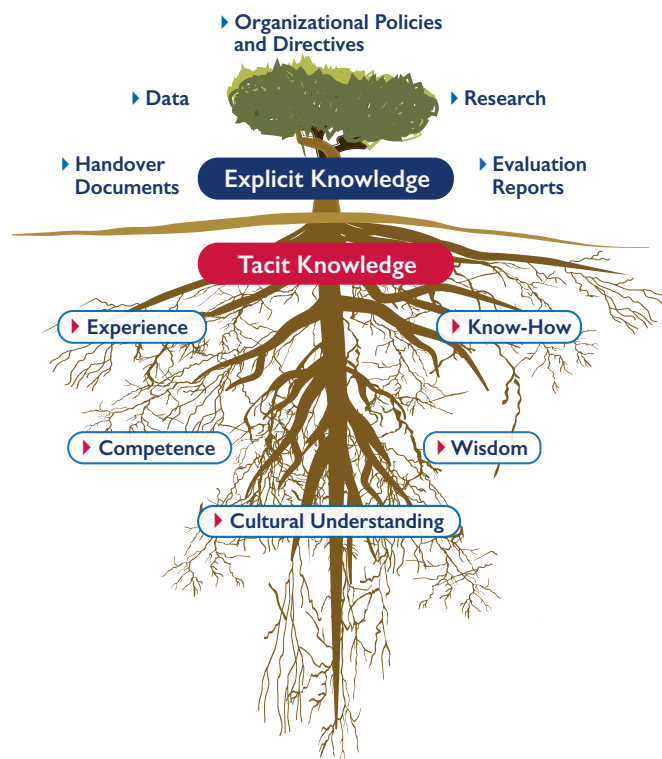 Organizational Policies
and Directives
Data
Research
Handover
Documents
Explicit Knowledge
Evaluation
Reports
Tacit Knowledge
Experience
Know-How
Competence
Wisdom
Cultural Understanding